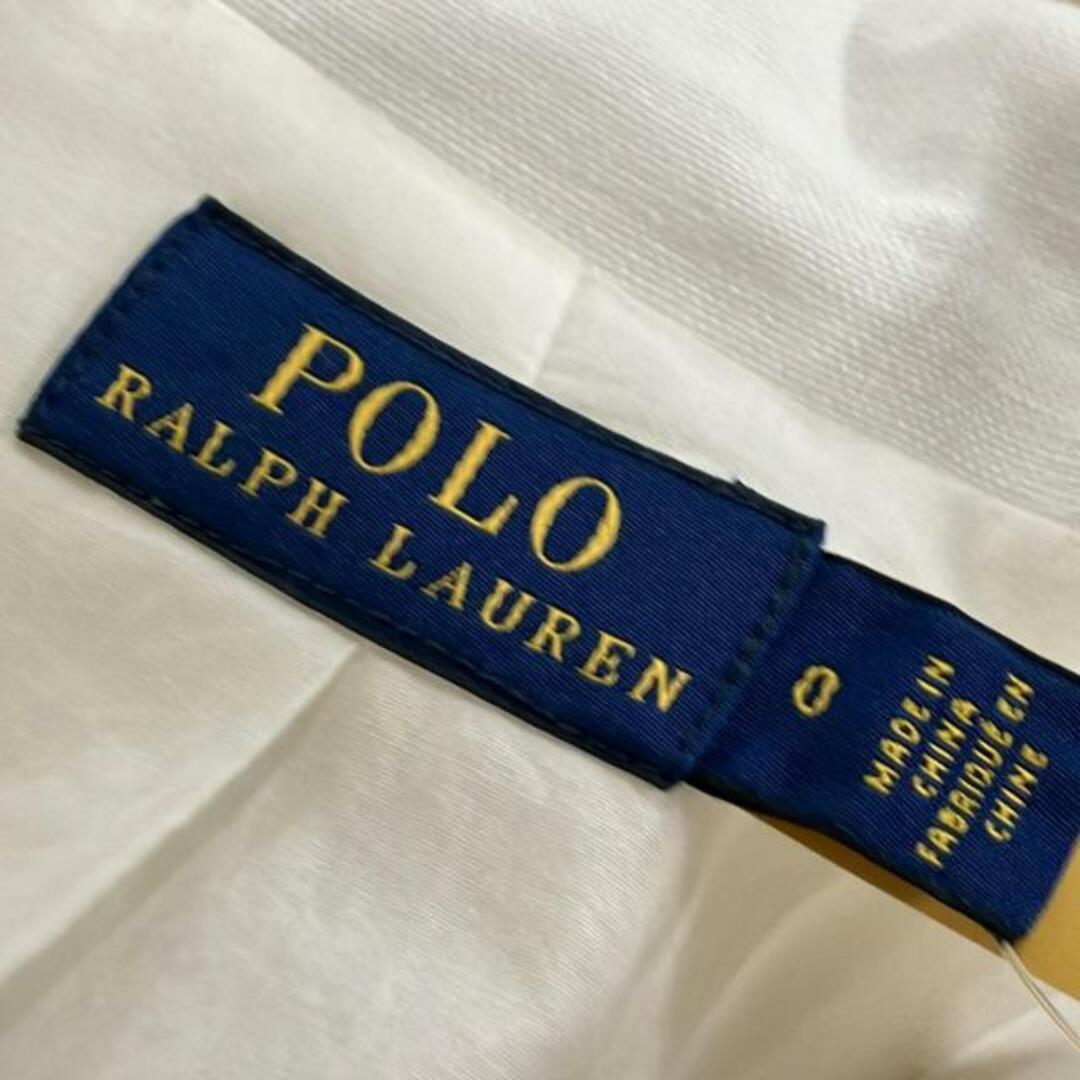 POLO
RALPH LAUREN
0
MADE IN
CHINA
FABRIQUÉ EN
CHINE